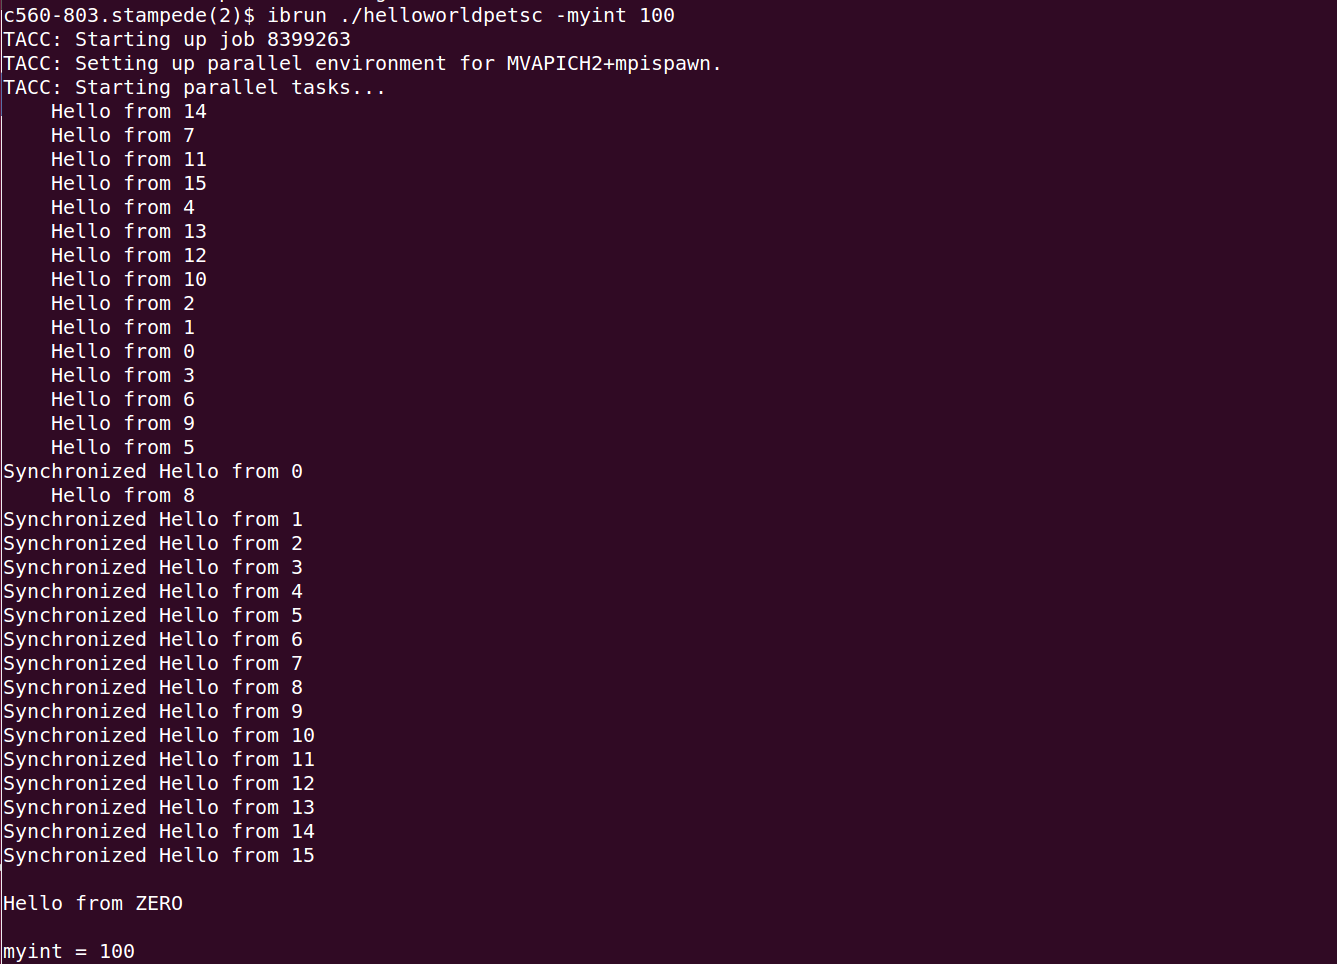 c560-803.stampede(2)$ ibrun ./helloworldpetsc -myint 100
TACC: Starting up job 8399263
TACC: Setting up parallel environment for MVAPICH2+mpispawn.
TACC: Starting parallel tasks...
    Hello from 14
    Hello from 7
    Hello from 11
    Hello from 15
    Hello from 4
    Hello from 13
    Hello from 12
    Hello from 10
    Hello from 2
    Hello from 1
    Hello from 0
    Hello from 3
    Hello from 6
    Hello from 9
    Hello from 5
Synchronized Hello from 0
    Hello from 8
Synchronized Hello from 1
Synchronized Hello from 2
Synchronized Hello from 3
Synchronized Hello from 4
Synchronized Hello from 5
Synchronized Hello from 6
Synchronized Hello from 7
Synchronized Hello from 8
Synchronized Hello from 9
Synchronized Hello from 10
Synchronized Hello from 11
Synchronized Hello from 12
Synchronized Hello from 13
Synchronized Hello from 14
Synchronized Hello from 15

Hello from ZERO

myint = 100